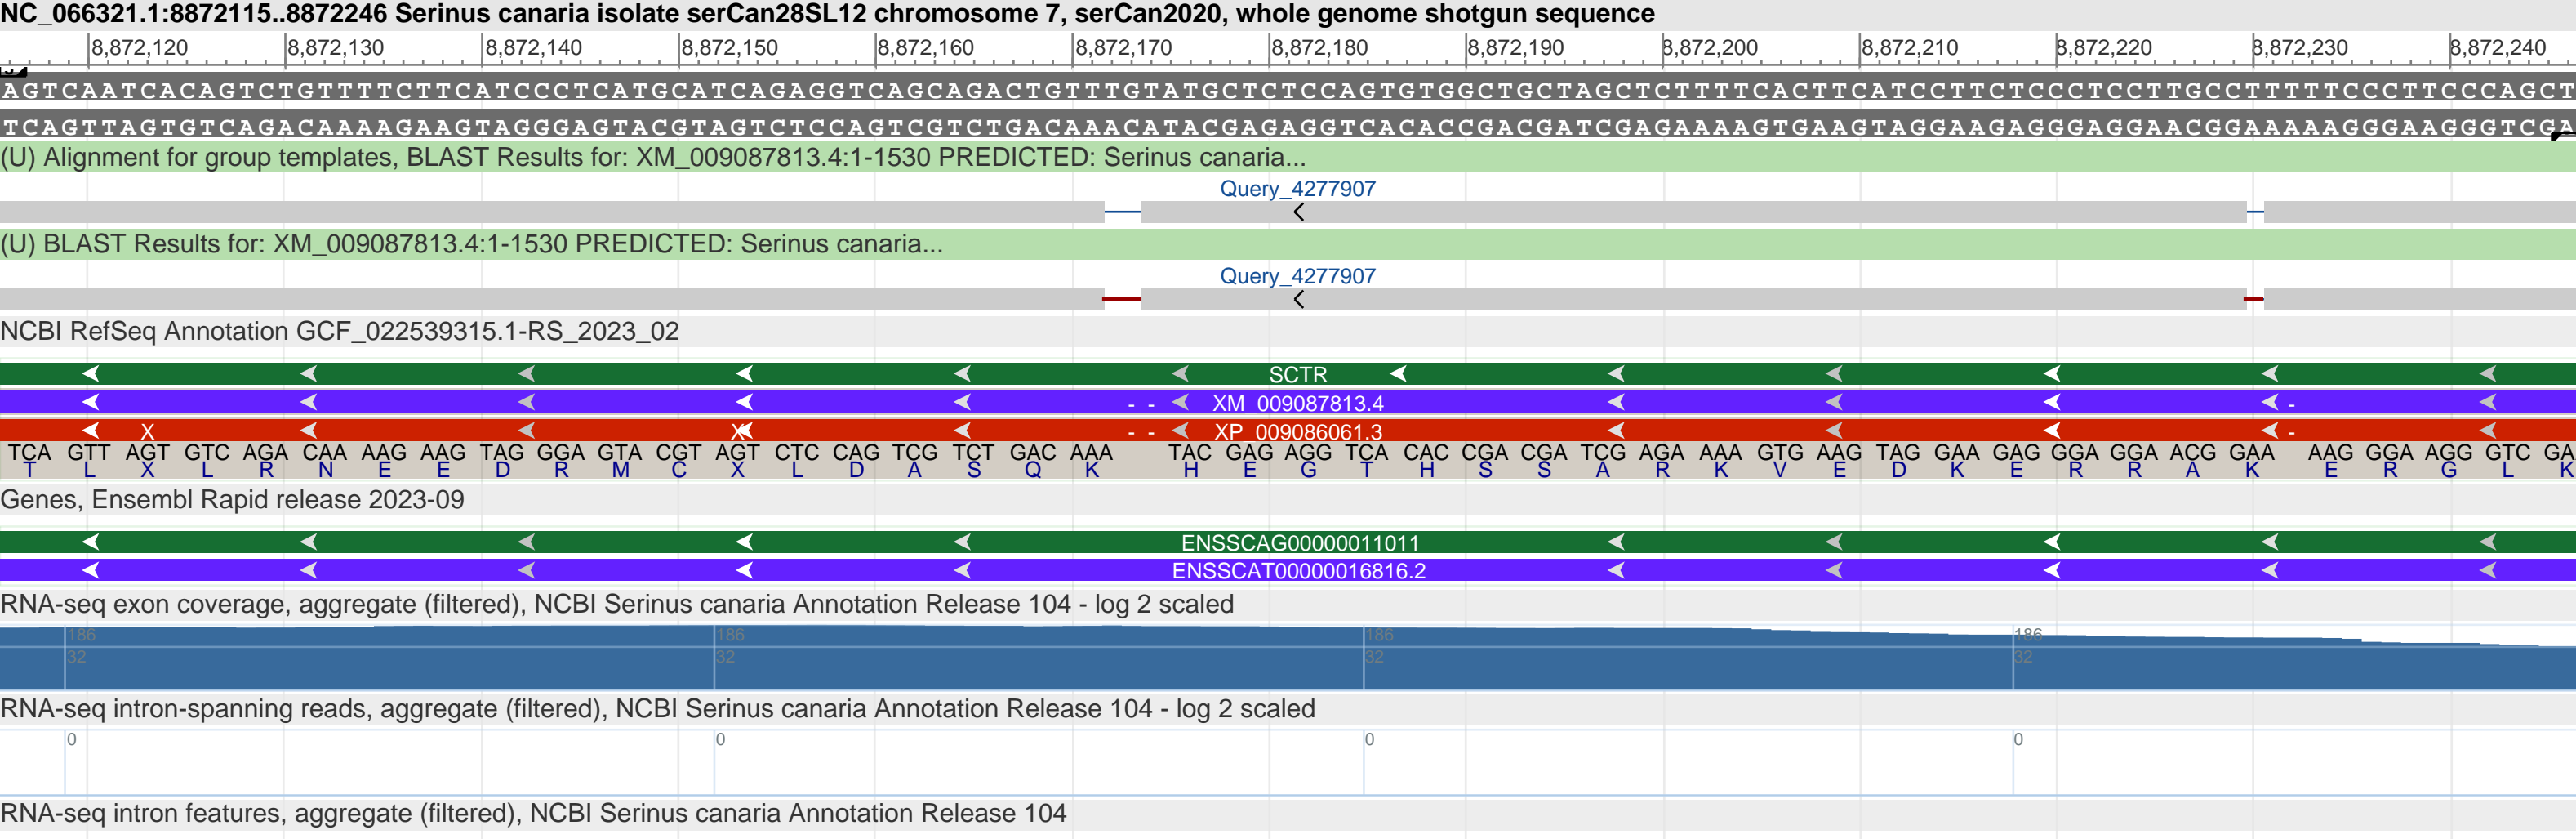 NC_066321.1:8872115..8872246 Serinus canaria isolate serCan28SL12 chromosome 7, serCan2020, whole genome shotgun sequence
8,872,120 8,872,130 8,872,140 8,872,150 8,872,160 8,872,170 8,872,180 8,872,190 8,872,200 8,872,210 8,872,220 8,872,230 8,872,240
AGTCAATCACAGTCTGTTTTCTTCATCCCTCATGCATCAGAGGTCAGCAGACTGTTTGTATGCTCTCCAGTGTGGCTGCTAGCTCTTTTCACTTCATCCTTCTCCCTCCTTGCCTTTTTCCCTTCCCAGCT
TCAGTTAGTGTCAGACAAAAGAAGTAGGGAGTACGTAGTCTCCAGTCGTCTGACAAACATACGAGAGGTCACACCGACGATCGAGAAAAGTGAAGTAGGAAGAGGGAGGAACGGAAAAAGGGAAGGGTCGA
(U) Alignment for group templates, BLAST Results for: XM_009087813.4:1-1530 PREDICTED: Serinus canaria...
Query_4277907
(U) BLAST Results for: XM_009087813.4:1-1530 PREDICTED: Serinus canaria...
Query_4277907
NCBI RefSeq Annotation GCF_022539315.1-RS_2023_02
SCTR
- - XM_009087813.4 -
X X - - XP_009086061.3 -
TCA GTT AGT GTC AGA CAA AAG AAG TAG GGA GTA CGT AGT CTC CAG TCG TCT GAC AAA TAC GAG AGG TCA CAC CGA CGA TCG AGA AAA GTG AAG TAG GAA GAG GGA GGA ACG GAA AAG GGA AGG GTC GA
T L X L R N E E D R M C X L D A S Q K H E G T H S S A R K V E D K E R R A K E R G L K
Genes, Ensembl Rapid release 2023-09
ENSSCAG00000011011
ENSSCAT00000016816.2
RNA-seq exon coverage, aggregate (filtered), NCBI Serinus canaria Annotation Release 104 - log 2 scaled
186 186 186 186
32 32 32 32
RNA-seq intron-spanning reads, aggregate (filtered), NCBI Serinus canaria Annotation Release 104 - log 2 scaled
0 0 0 0
RNA-seq intron features, aggregate (filtered), NCBI Serinus canaria Annotation Release 104